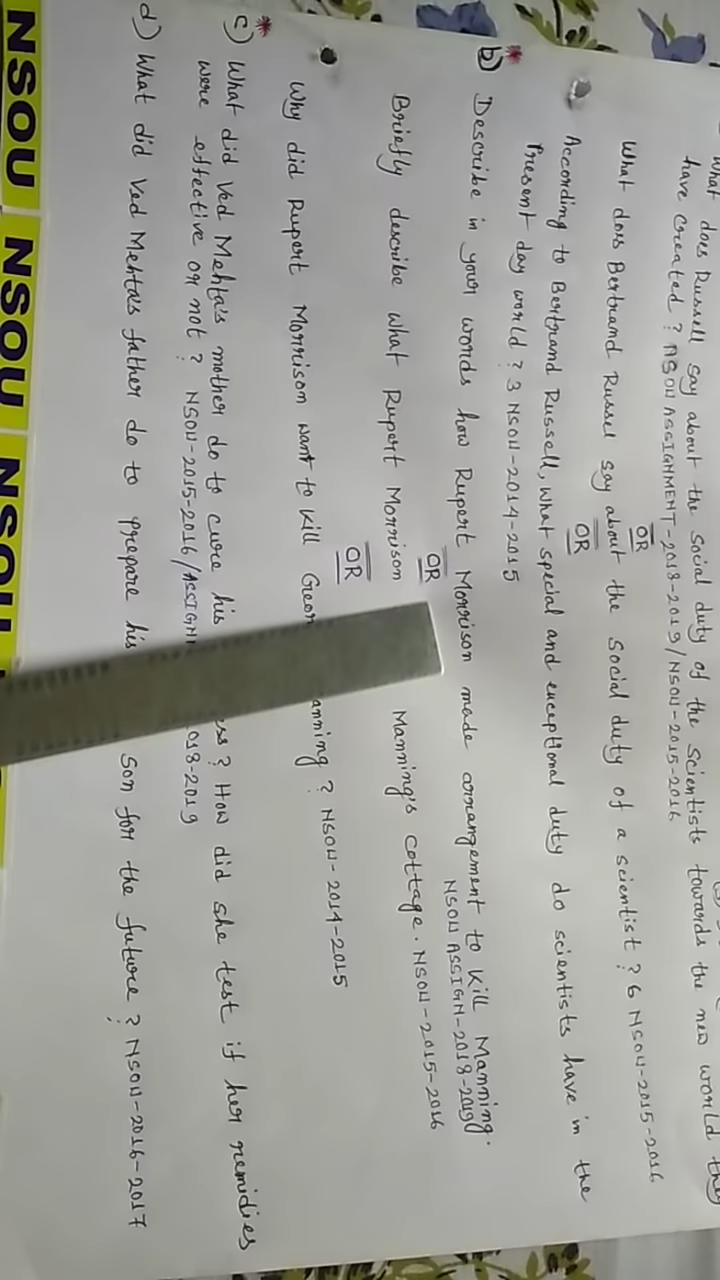 what does Russell say about the social duty of the scientists towards the new world they
have created ? NSOU ASSIGNMENT-2018-2019/NSOU-2015-2016
OR
What does Bertrand Russel say about the social duty of a scientist ? 6 NSOU-2015-2016
OR
According to Bertrand Russell, what special and exceptional duty do scientists have in the
Present day world ? 3 NSOU-2014-2015
b) Describe in your words how Rupert Morrison made arrangement to kill Manning.
NSOU ASSIGN-2018-2019
OR
Briefly describe what Rupert Morrison Manning's cottage. NSOU-2015-2016
OR
Why did Rupert Morrison want to kill Geor anning ? NSOU-2014-2015
c) What did Ved Mehta's mother do to cure his ess ? How did she test if her remidies
were effective or not ? NSOU-2015-2016/ASSIGN 018-2019
d) What did Ved Mehta's father do to prepare his son for the future ? NSOU-2016-2017
NSOU NSOU NSOU